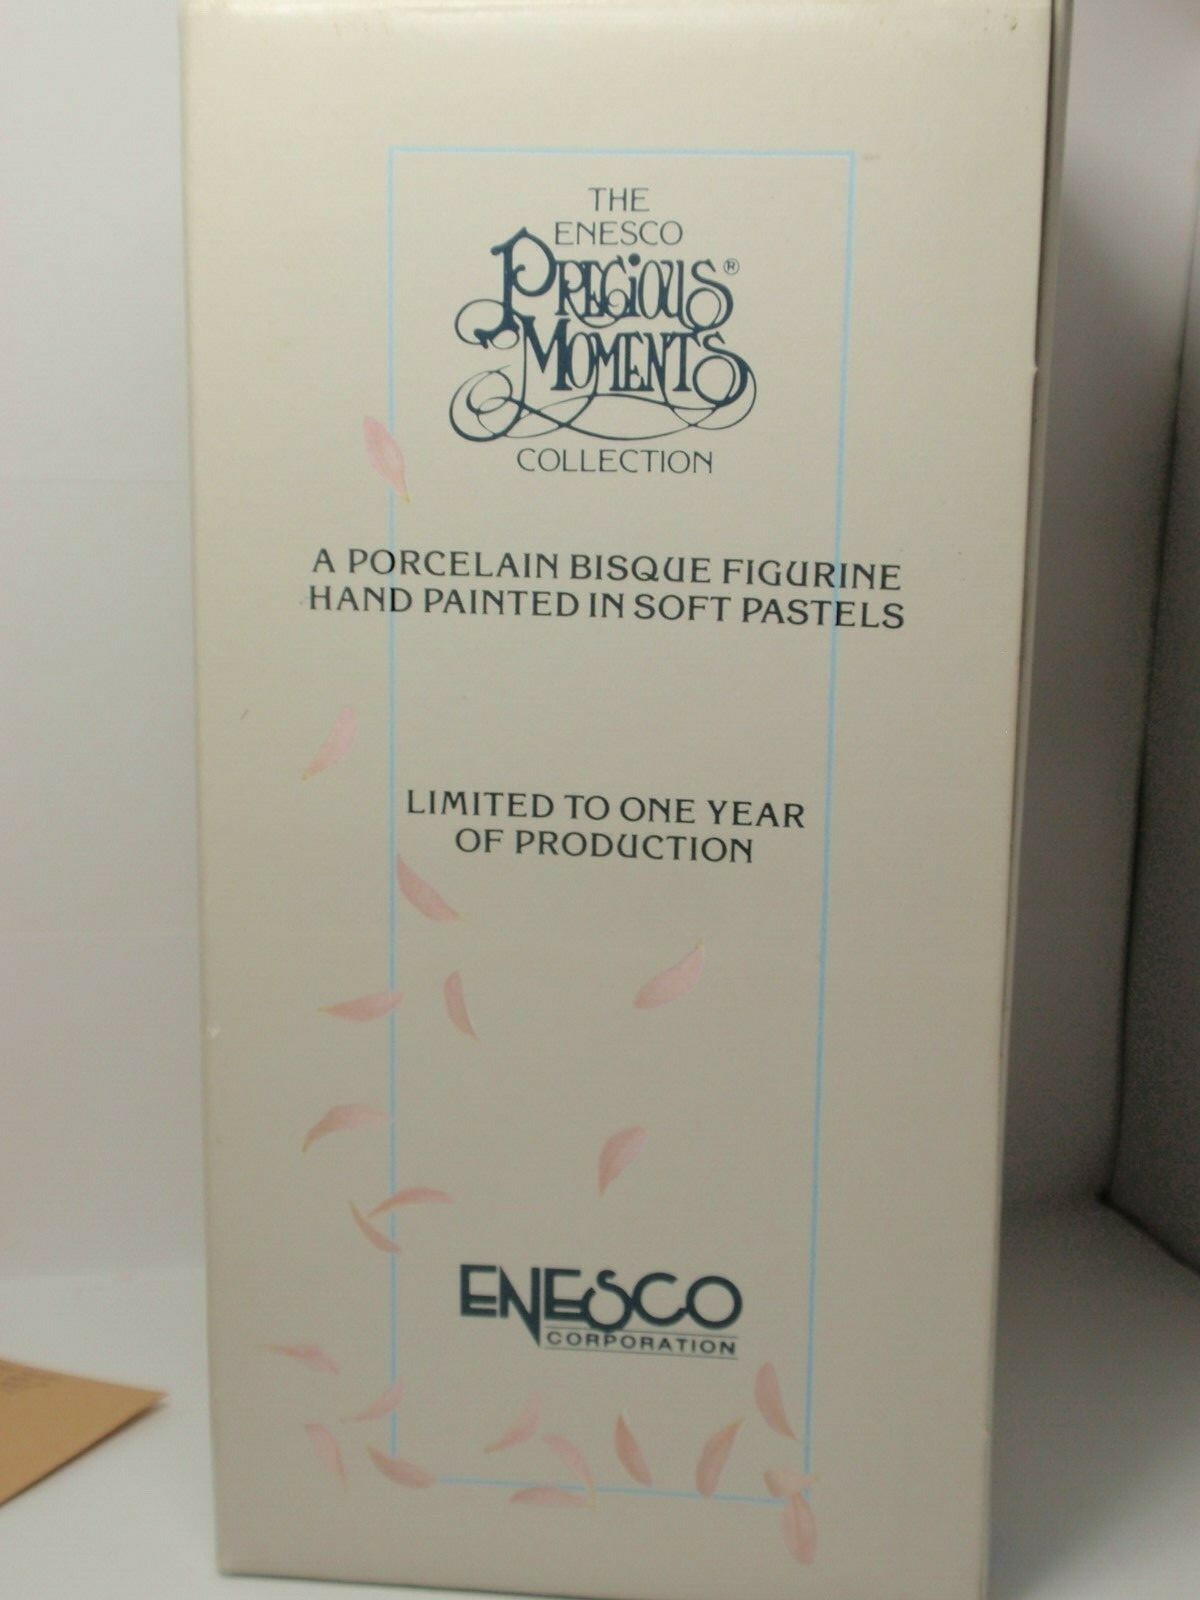 THE
ENESCO
PRECIOUS®
MOMENTS
COLLECTION
A PORCELAIN BISQUE FIGURINE
HAND PAINTED IN SOFT PASTELS
LIMITED TO ONE YEAR
OF PRODUCTION
ENESCO
CORPORATION